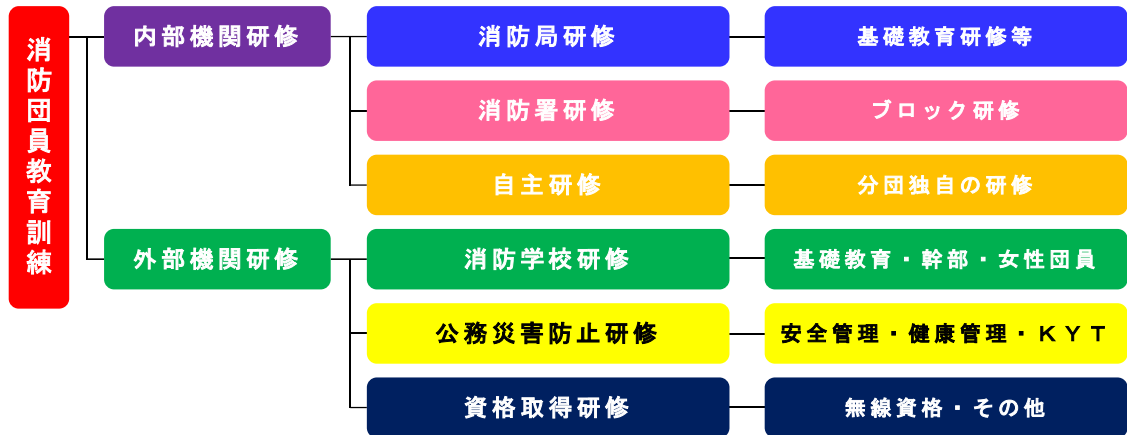 消防団員教育訓練
内部機関研修
消防局研修
基礎教育研修等
消防署研修
ブロック研修
自主研修
分団独自の研修
外部機関研修
消防学校研修
基礎教育・幹部・女性団員
公務災害防止研修
安全管理・健康管理・ＫＹＴ
資格取得研修
無線資格・その他